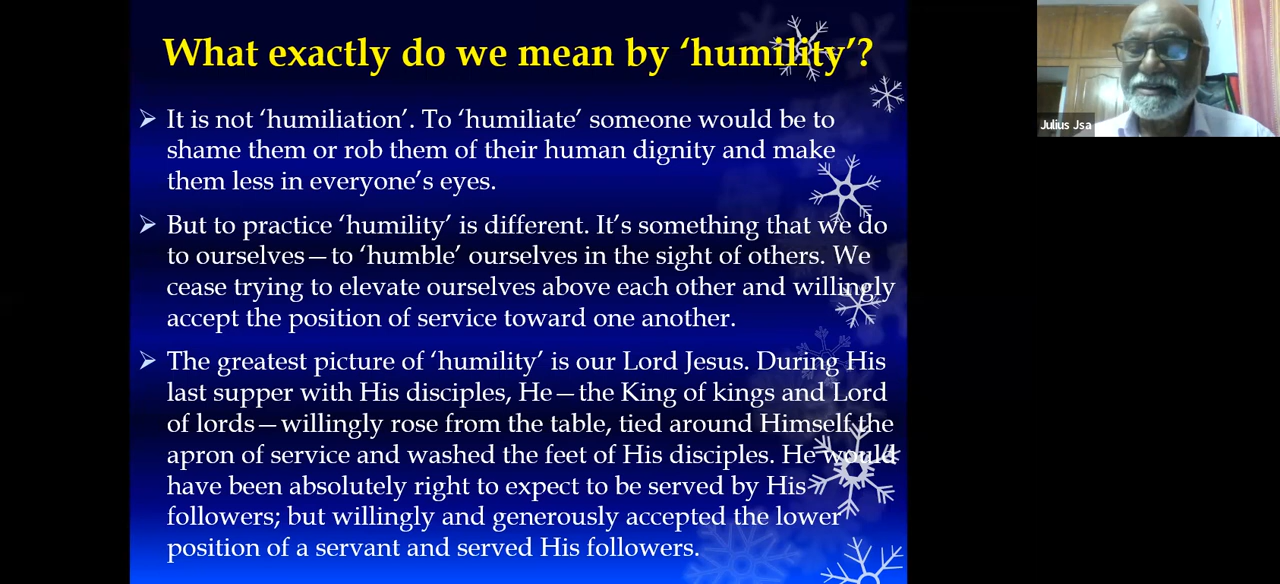 What exactly do we mean by ‘humility’?
➢ It is not ‘humiliation’. To ‘humiliate’ someone would be to
shame them or rob them of their human dignity and make
them less in everyone’s eyes.
➢ But to practice ‘humility’ is different. It’s something that we do
to ourselves—to ‘humble’ ourselves in the sight of others. We
cease trying to elevate ourselves above each other and willingly
accept the position of service toward one another.
➢ The greatest picture of ‘humility’ is our Lord Jesus. During His
last supper with His disciples, He—the King of kings and Lord
of lords—willingly rose from the table, tied around Himself the
apron of service and washed the feet of His disciples. He would
have been absolutely right to expect to be served by His
followers; but willingly and generously accepted the lower
position of a servant and served His followers.
Julius Jsa